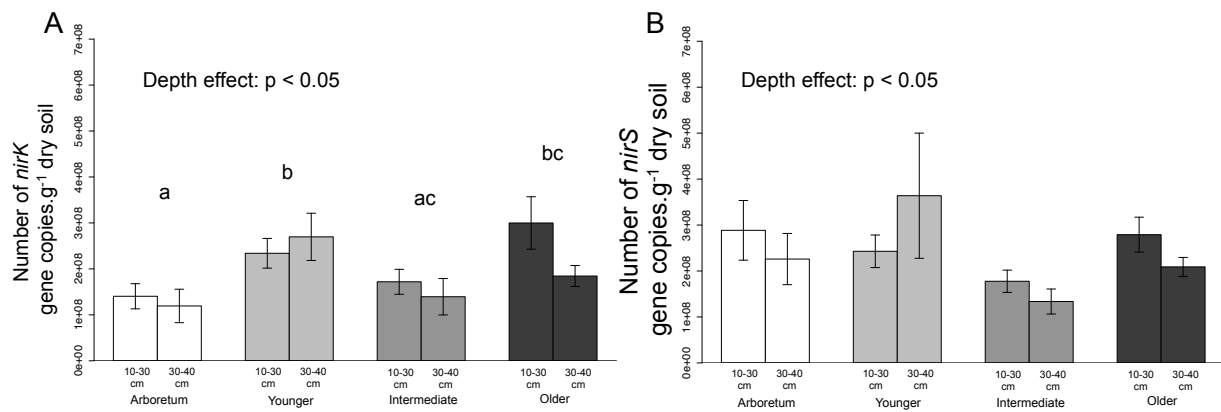 A
Number of nirK
gene copies.g-1 dry soil
7e+08
6e+08
5e+08
4e+08
3e+08
2e+08
1e+08
0e+00
Depth effect: p < 0.05
a
b
ac
bc
10-30 30-40 10-30 30-40 10-30 30-40 10-30 30-40
cm cm cm cm cm cm cm cm
Arboretum Younger Intermediate Older
B
Number of nirS
gene copies.g-1 dry soil
7e+08
6e+08
5e+08
4e+08
3e+08
2e+08
1e+08
0e+00
Depth effect: p < 0.05
10-30 30-40 10-30 30-40 10-30 30-40 10-30 30-40
cm cm cm cm cm cm cm cm
Arboretum Younger Intermediate Older